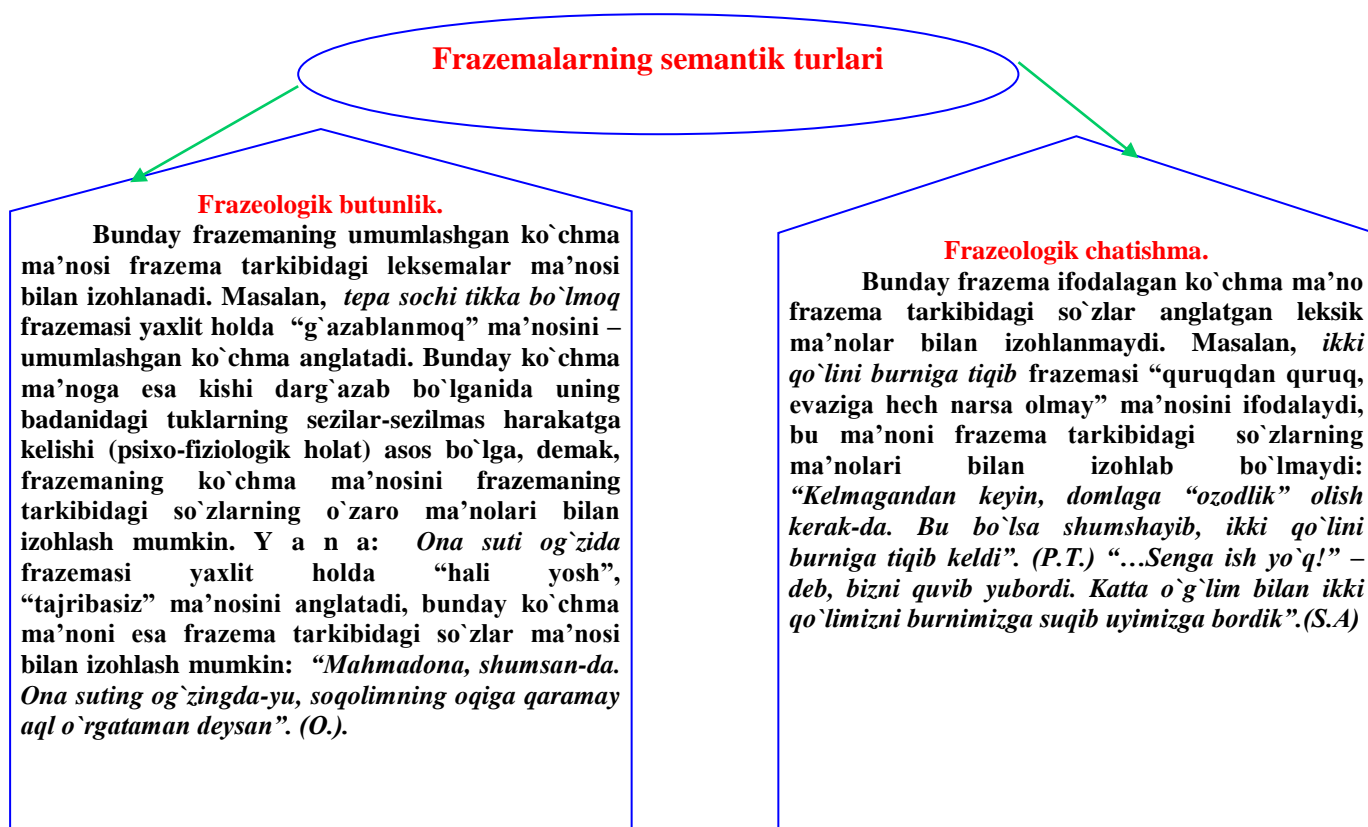 Frazemalarning semantik turlari
Frazeologik butunlik.
Bunday frazemaning umumlashgan ko`chma
ma’nosi frazema tarkibidagi leksemalar ma’nosi
bilan izohlanadi. Masalan, tepa sochi tikka bo`lmoq
frazemasi yaxlit holda “g`azablanmoq” ma’nosini –
umumlashgan ko`chma anglatadi. Bunday ko`chma
ma’noga esa kishi darg`azab bo`lganida uning
badanidagi tuklarning sezilar-sezilmas harakatga
kelishi (psixo-fiziologik holat) asos bo`lga, demak,
frazemaning ko`chma ma’nosini frazemaning
tarkibidagi so`zlarning o`zaro ma’nolari bilan
izohlash mumkin. Y a n a: Ona suti og`zida
frazemasi yaxlit holda “hali yosh”,
“tajribasiz” ma’nosini anglatadi, bunday ko`chma
ma’noni esa frazema tarkibidagi so`zlar ma’nosi
bilan izohlash mumkin: “Mahmadona, shumsan-da.
Ona suting og`zingda-yu, soqolimning oqiga qaramay
aql o`rgataman deysan”. (O.).
Frazeologik chatishma.
Bunday frazema ifodalagan ko`chma ma’no
frazema tarkibidagi so`zlar anglatgan leksik
ma’nolar bilan izohlanmaydi. Masalan, ikki
qo`lini burniga tiqib frazemasi “quruqdan quruq,
evaziga hech narsa olmay” ma’nosini ifodalaydi,
bu ma’noni frazema tarkibidagi so`zlarning
ma’nolari bilan izohlab bo`lmaydi:
“Kelmagandan keyin, domlaga “ozodlik” olish
kerak-da. Bu bo`lsa shumshayib, ikki qo`lini
burniga tiqib keldi”. (P.T.) “…Senga ish yo`q!” –
deb, bizni quvib yubordi. Katta o`g`lim bilan ikki
qo`limizni burnimizga suqib uyimizga bordik”.(S.A)